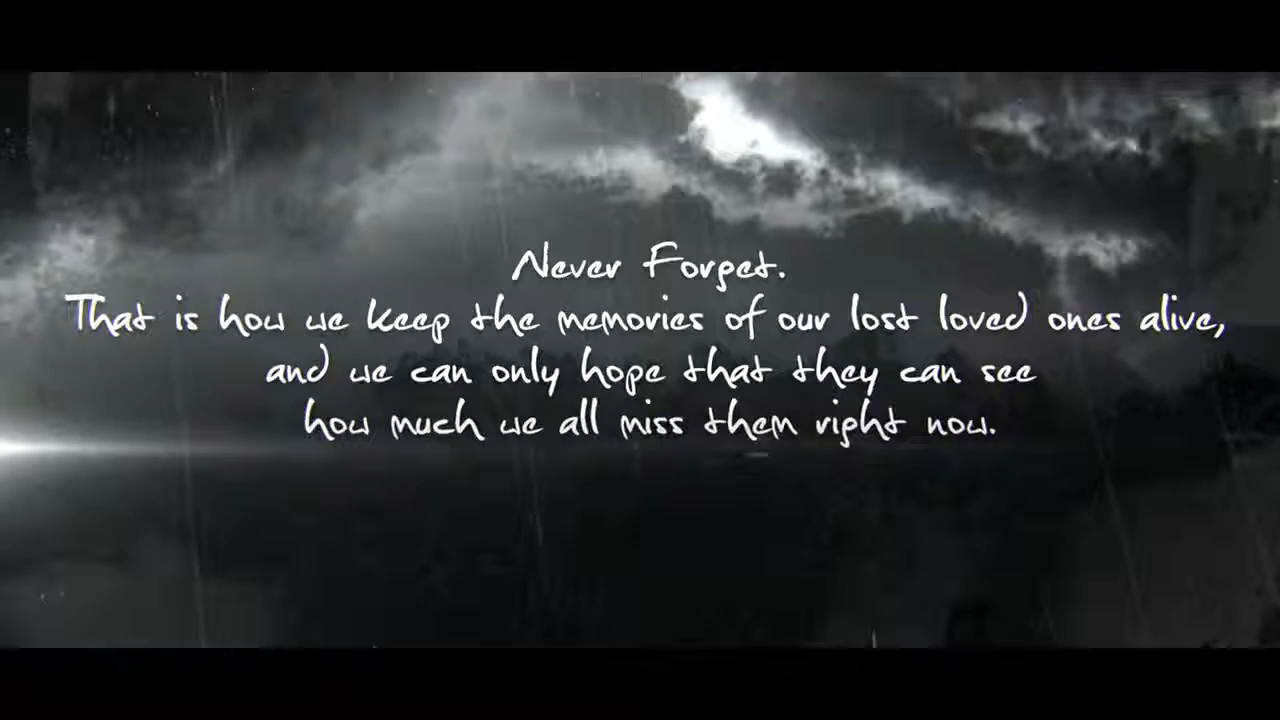 Never Forget.
That is how we keep the memories of our lost loved ones alive,
and we can only hope that they can see
how much we all miss them right now.